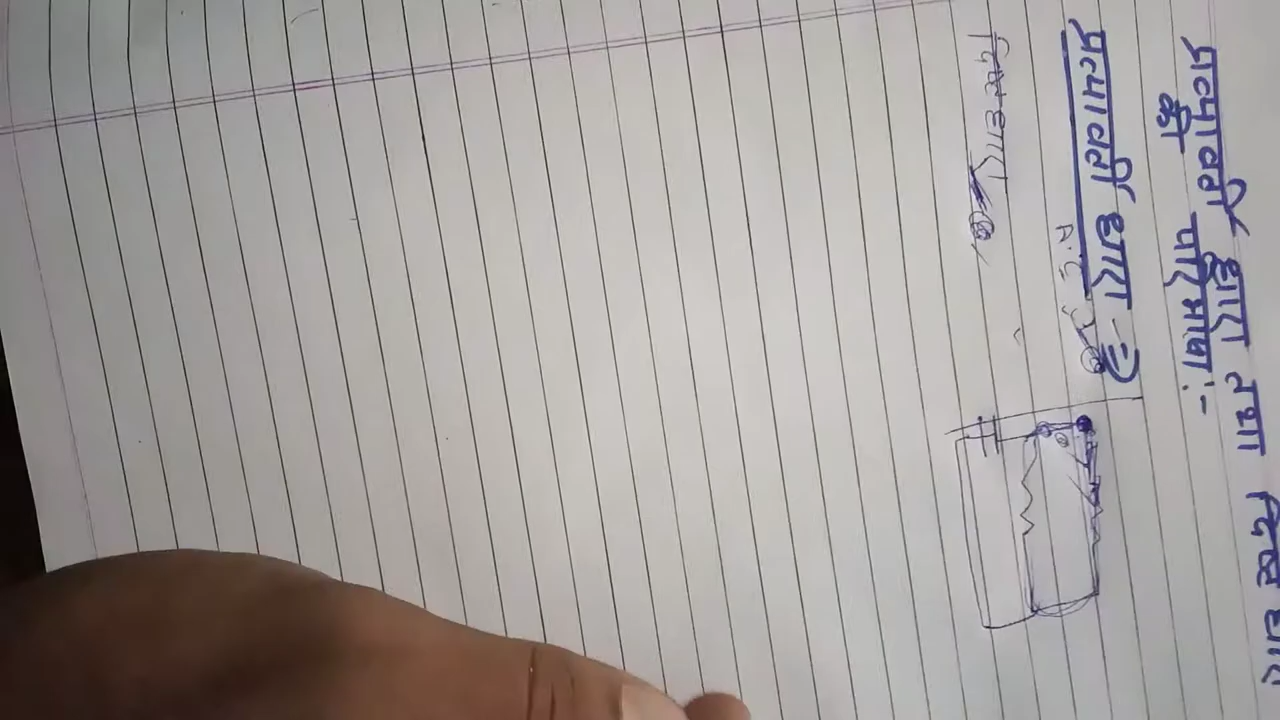 प्रत्यावर्ती धारा तथा दिष्ट धारा
की परिभाषा :-
प्रत्यावर्ती धारा ⇒
A.C.
दिष्ट धारा